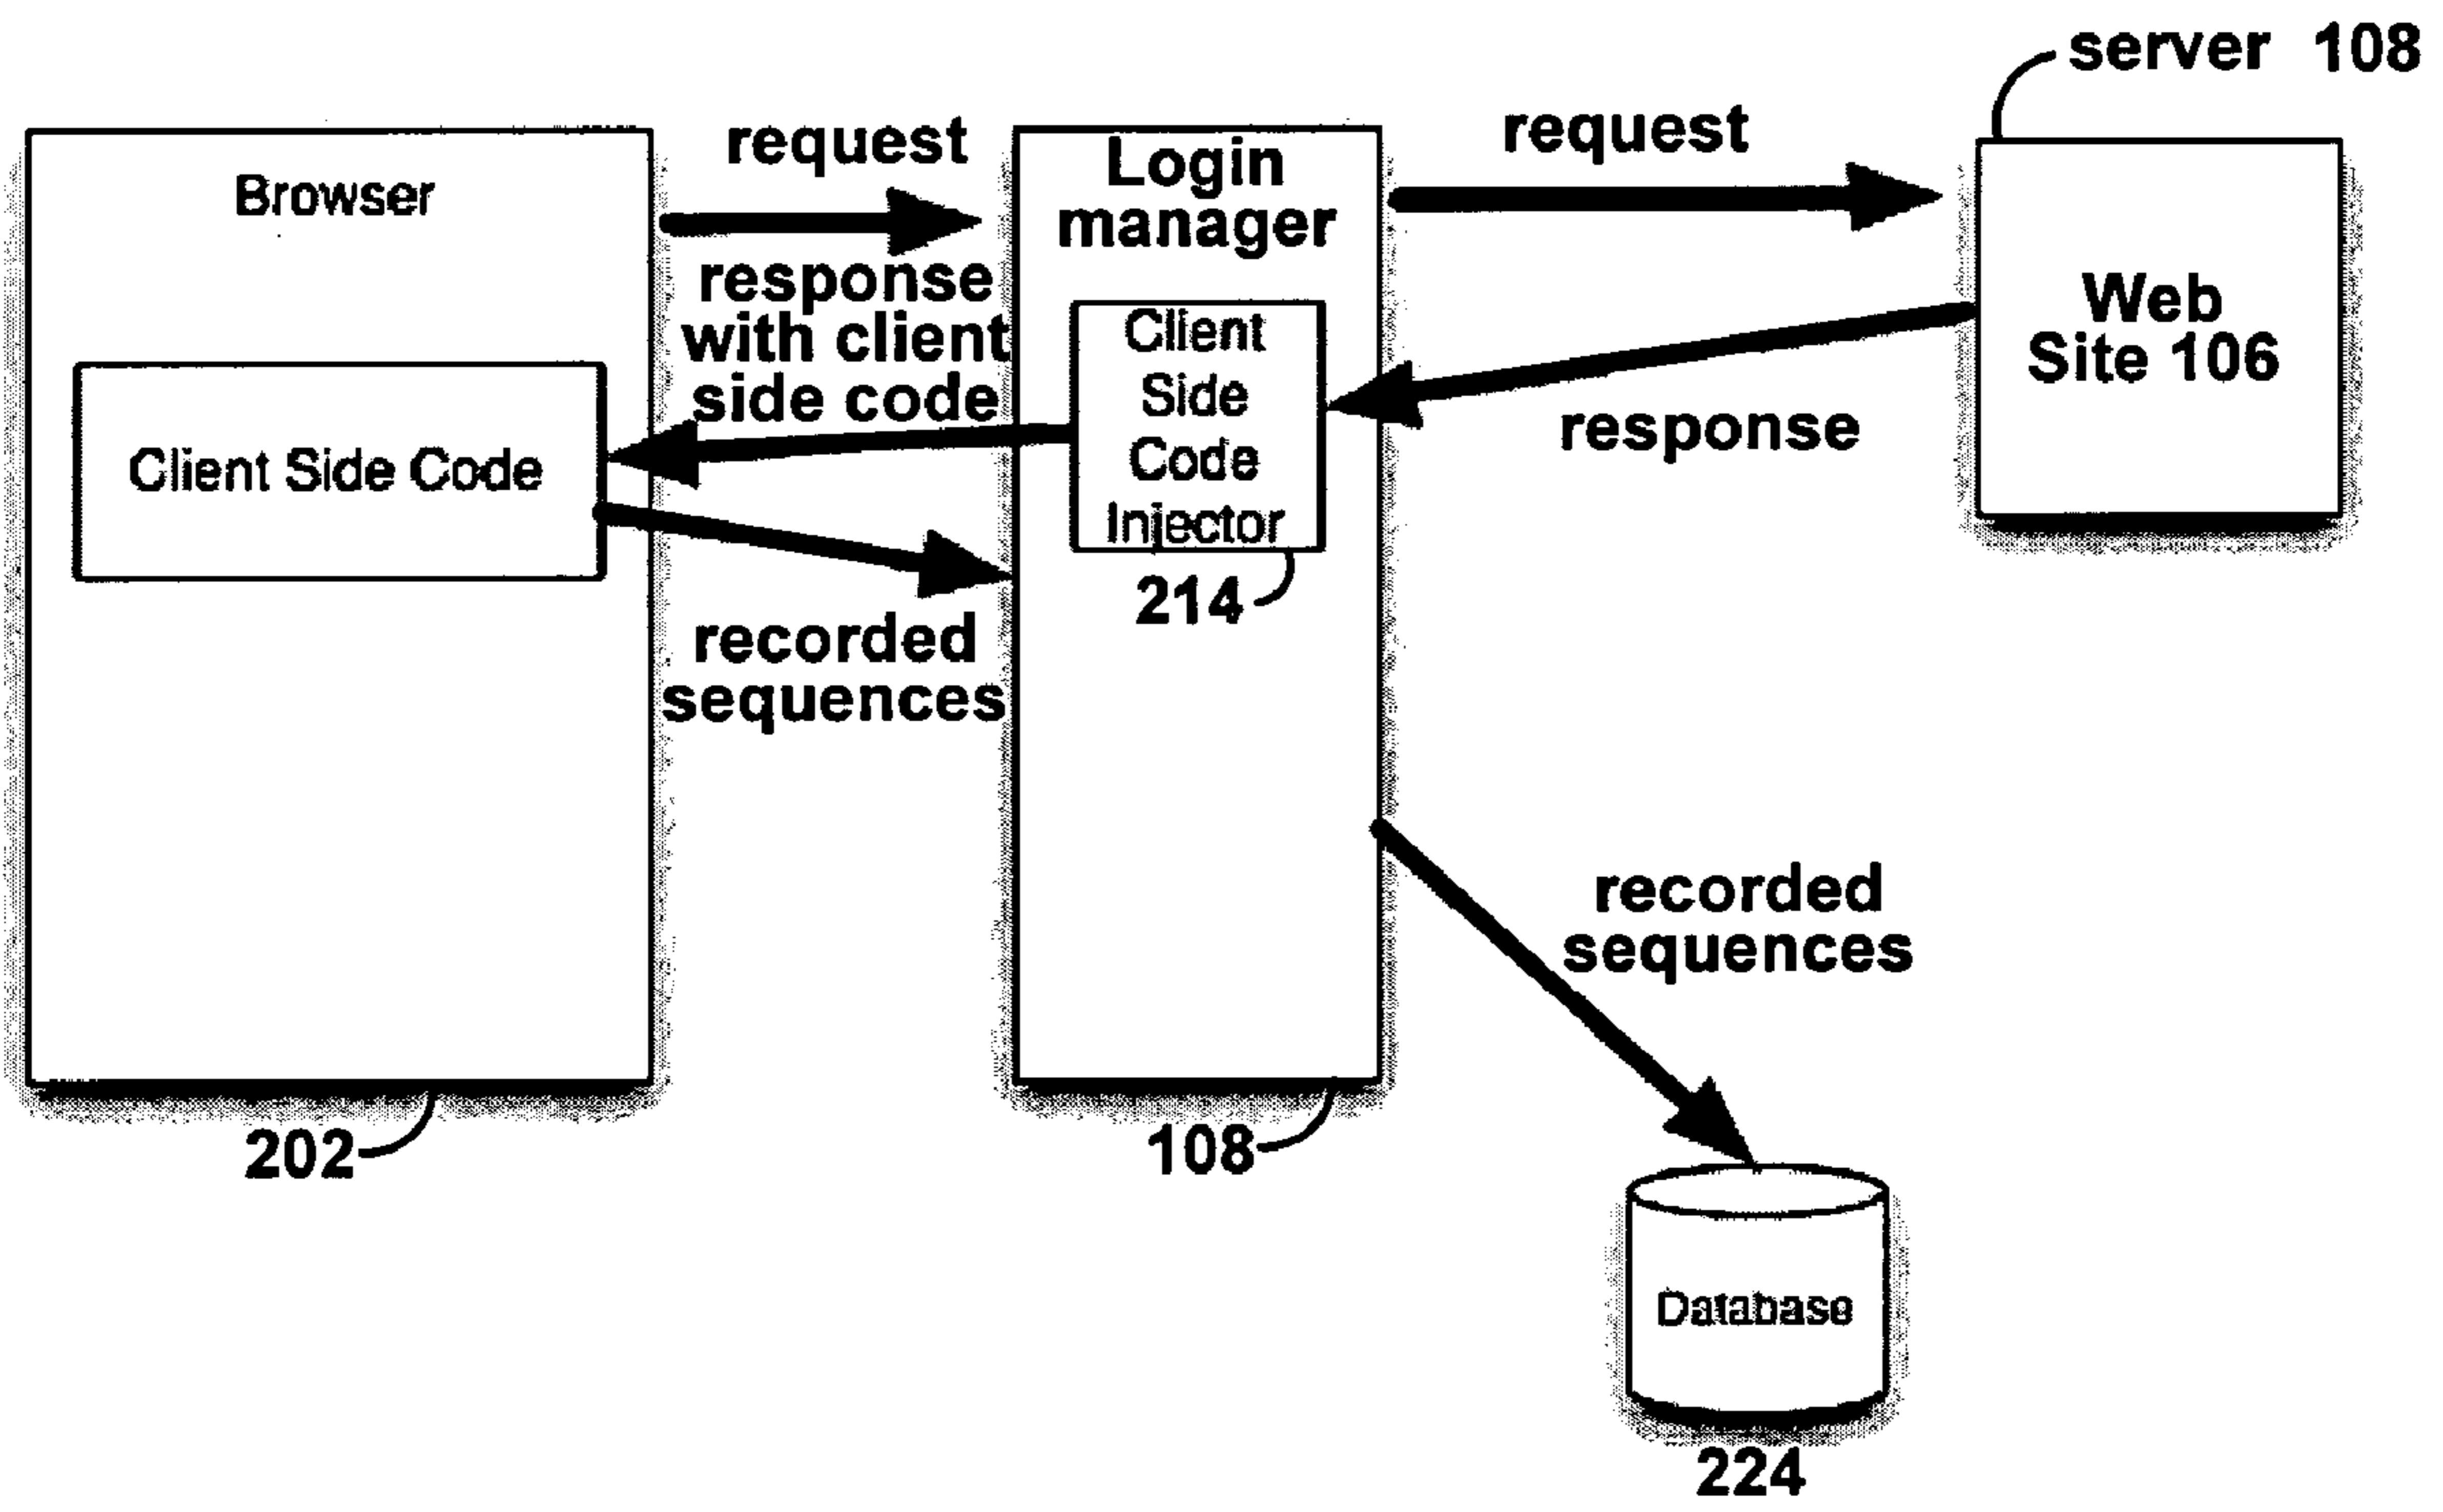 server 108
Browser
request
Login
manager
request
response
with client
side code
Client
Side
Code
Injector
214
Web
Site 106
response
Client Side Code
recorded
sequences
recorded
sequences
202
108
Database
224